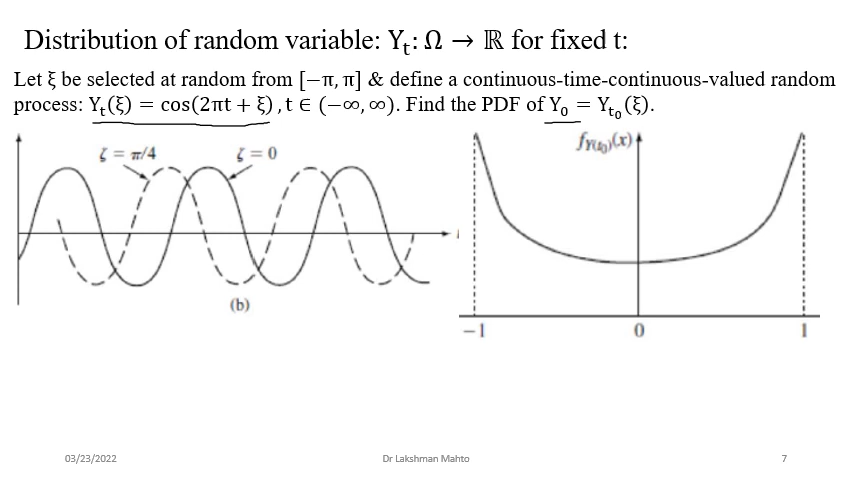 Distribution of random variable: Yₜ: Ω → ℝ for fixed t:
Let ξ be selected at random from [−π, π] & define a continuous-time-continuous-valued random
process: Yₜ(ξ) = cos(2πt + ξ) , t ∈ (−∞, ∞). Find the PDF of Y₀ = Y_{t₀}(ξ).
ζ = π/4 ζ = 0
f_{Y(t₀)}(x)
(b)
−1 0 1
03/23/2022 Dr Lakshman Mahto 7